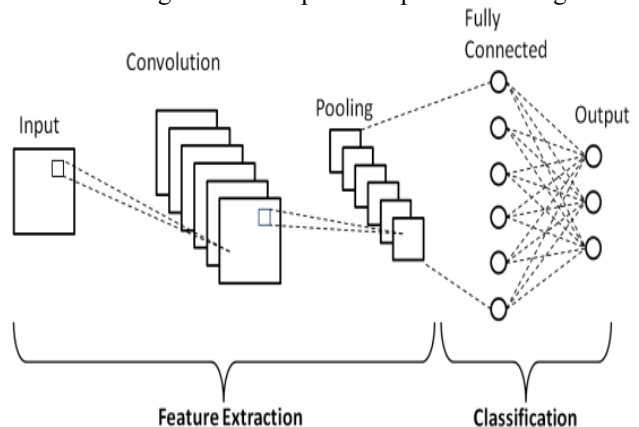 Fully
Connected
Convolution
Pooling
Output
Input
Feature Extraction
Classification